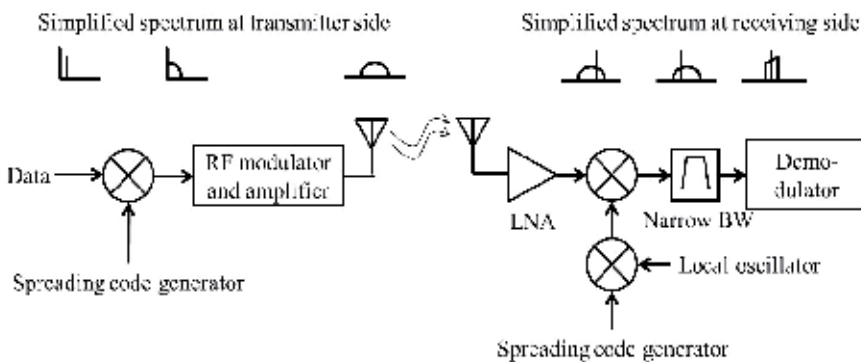 Simplified spectrum at transmitter side
Simplified spectrum at receiving side
Data
RF modulator
and amplifier
LNA
Narrow BW
Demo-
dulator
Spreading code generator
Local oscillator
Spreading code generator